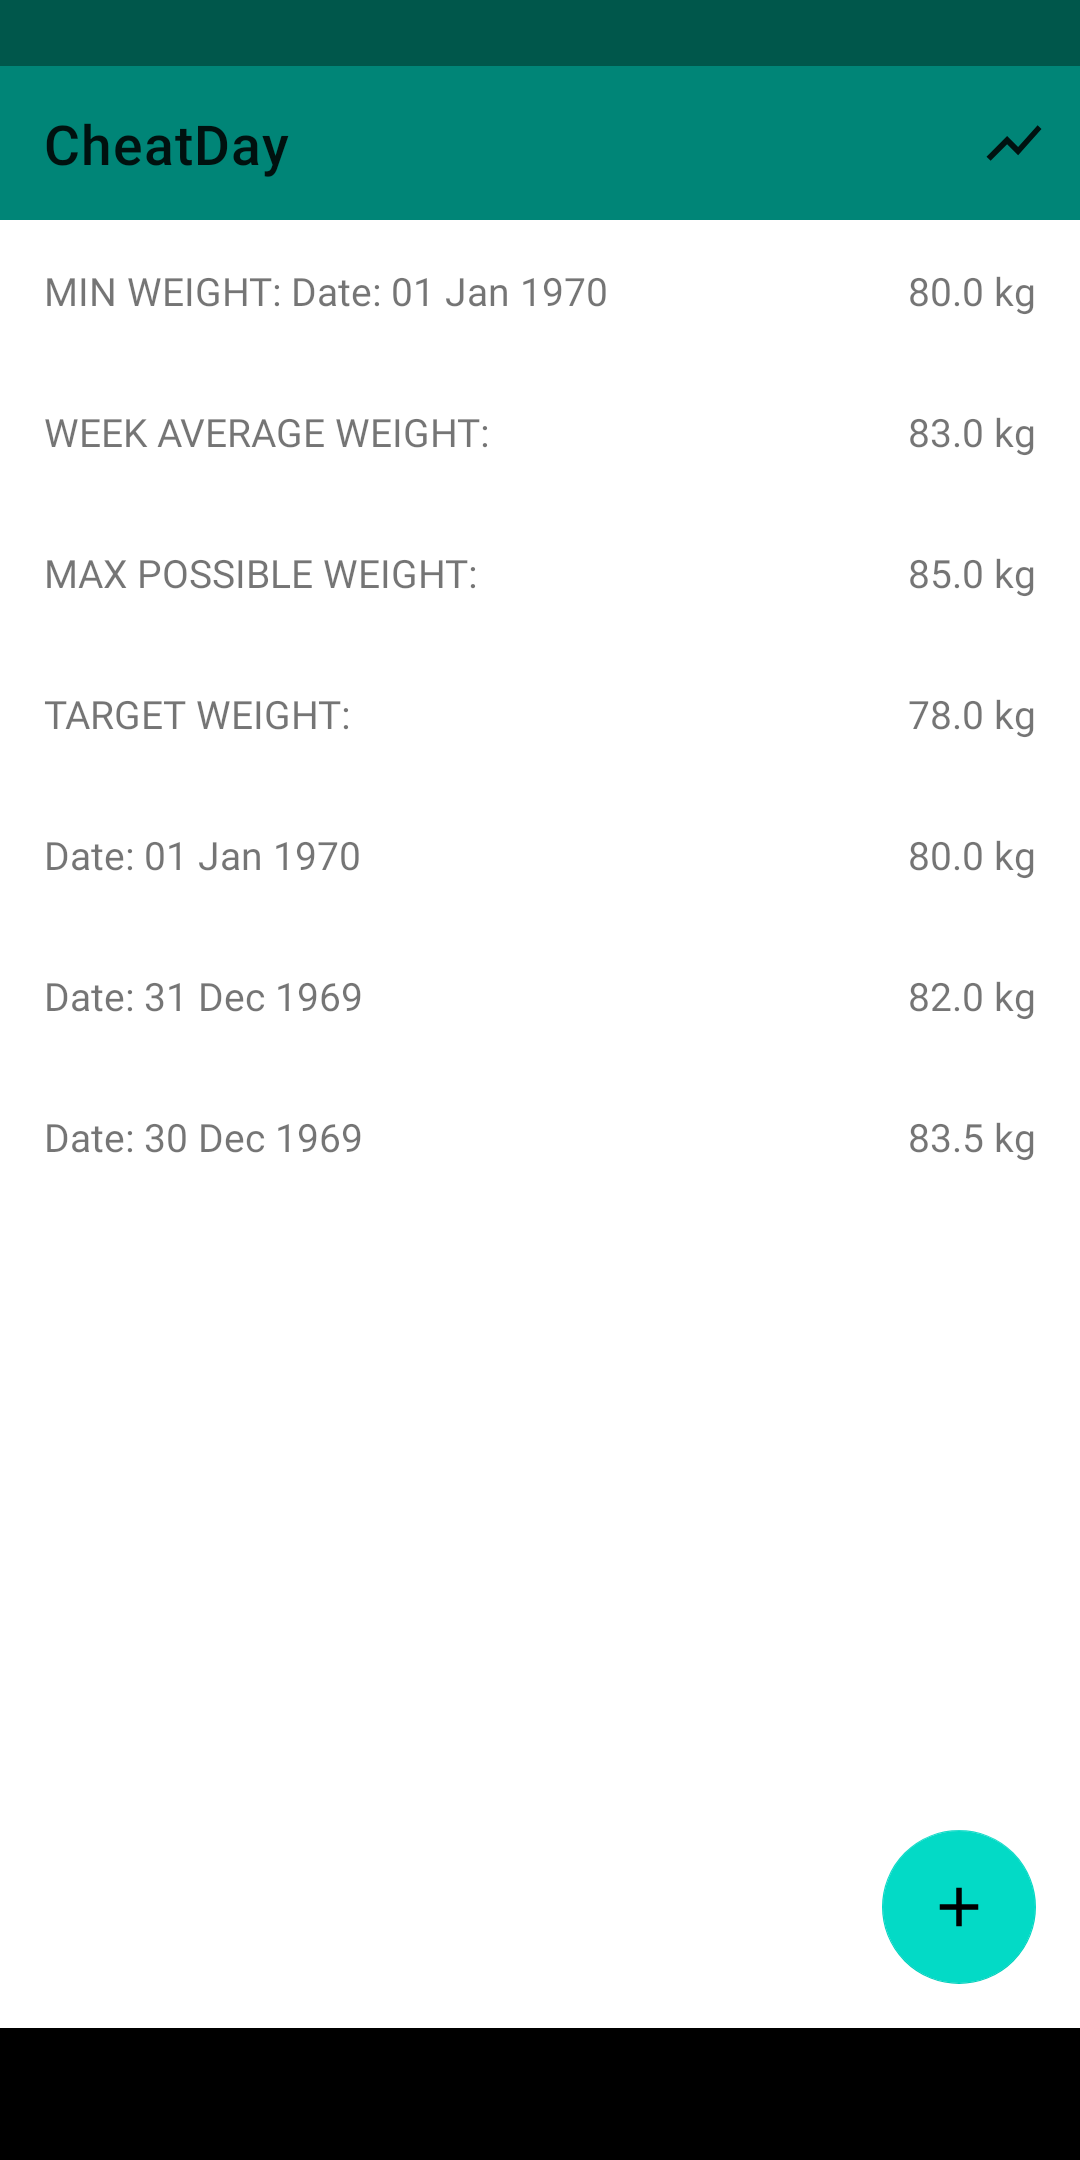 CheatDay
MIN WEIGHT: Date: 01 Jan 1970 80.0 kg
WEEK AVERAGE WEIGHT: 83.0 kg
MAX POSSIBLE WEIGHT: 85.0 kg
TARGET WEIGHT: 78.0 kg
Date: 01 Jan 1970 80.0 kg
Date: 31 Dec 1969 82.0 kg
Date: 30 Dec 1969 83.5 kg